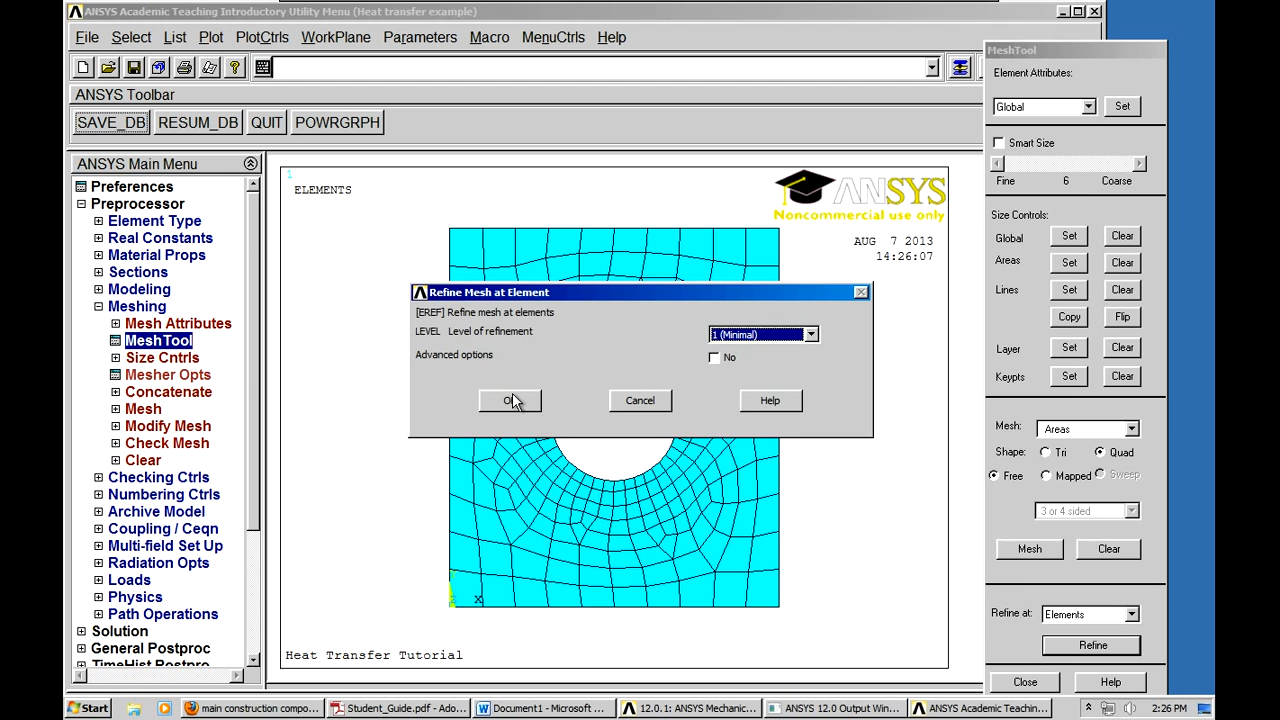 ANSYS Academic Teaching Introductory Utility Menu (Heat transfer example)
File Select List Plot PlotCtrls WorkPlane Parameters Macro MenuCtrls Help
ANSYS Toolbar
SAVE_DB RESUM_DB QUIT POWRGRPH
ANSYS Main Menu
Preferences
Preprocessor
Element Type
Real Constants
Material Props
Sections
Modeling
Meshing
Mesh Attributes
MeshTool
Size Cntrls
Mesher Opts
Concatenate
Mesh
Modify Mesh
Check Mesh
Clear
Checking Ctrls
Numbering Ctrls
Archive Model
Coupling / Ceqn
Multi-field Set Up
Radiation Opts
Loads
Physics
Path Operations
Solution
General Postproc
TimeHist Postpro
1
ELEMENTS
ANSYS
Noncommercial use only
AUG 7 2013
14:26:07
Refine Mesh at Element
[EREF] Refine mesh at elements
LEVEL Level of refinement
1 (Minimal)
Advanced options
No
Cancel
Help
X
Heat Transfer Tutorial
MeshTool
Element Attributes:
Global Set
Smart Size
Fine 6 Coarse
Size Controls:
Global Set Clear
Areas Set Clear
Lines Set Clear
Copy Flip
Layer Set Clear
Keypts Set Clear
Mesh: Areas
Shape: Tri Quad
Free Mapped Sweep
3 or 4 sided
Mesh Clear
Refine at: Elements
Refine
Close Help
Start main construction compo... Student_Guide.pdf - Ado... Document1 - Microsoft ... 12.0.1: ANSYS Mechanic... ANSYS 12.0 Output Win... ANSYS Academic Teachin... 2:26 PM